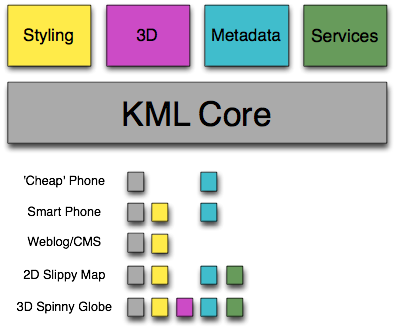 Styling
3D
Metadata
Services
KML Core
'Cheap' Phone
Smart Phone
Weblog/CMS
2D Slippy Map
3D Spinny Globe